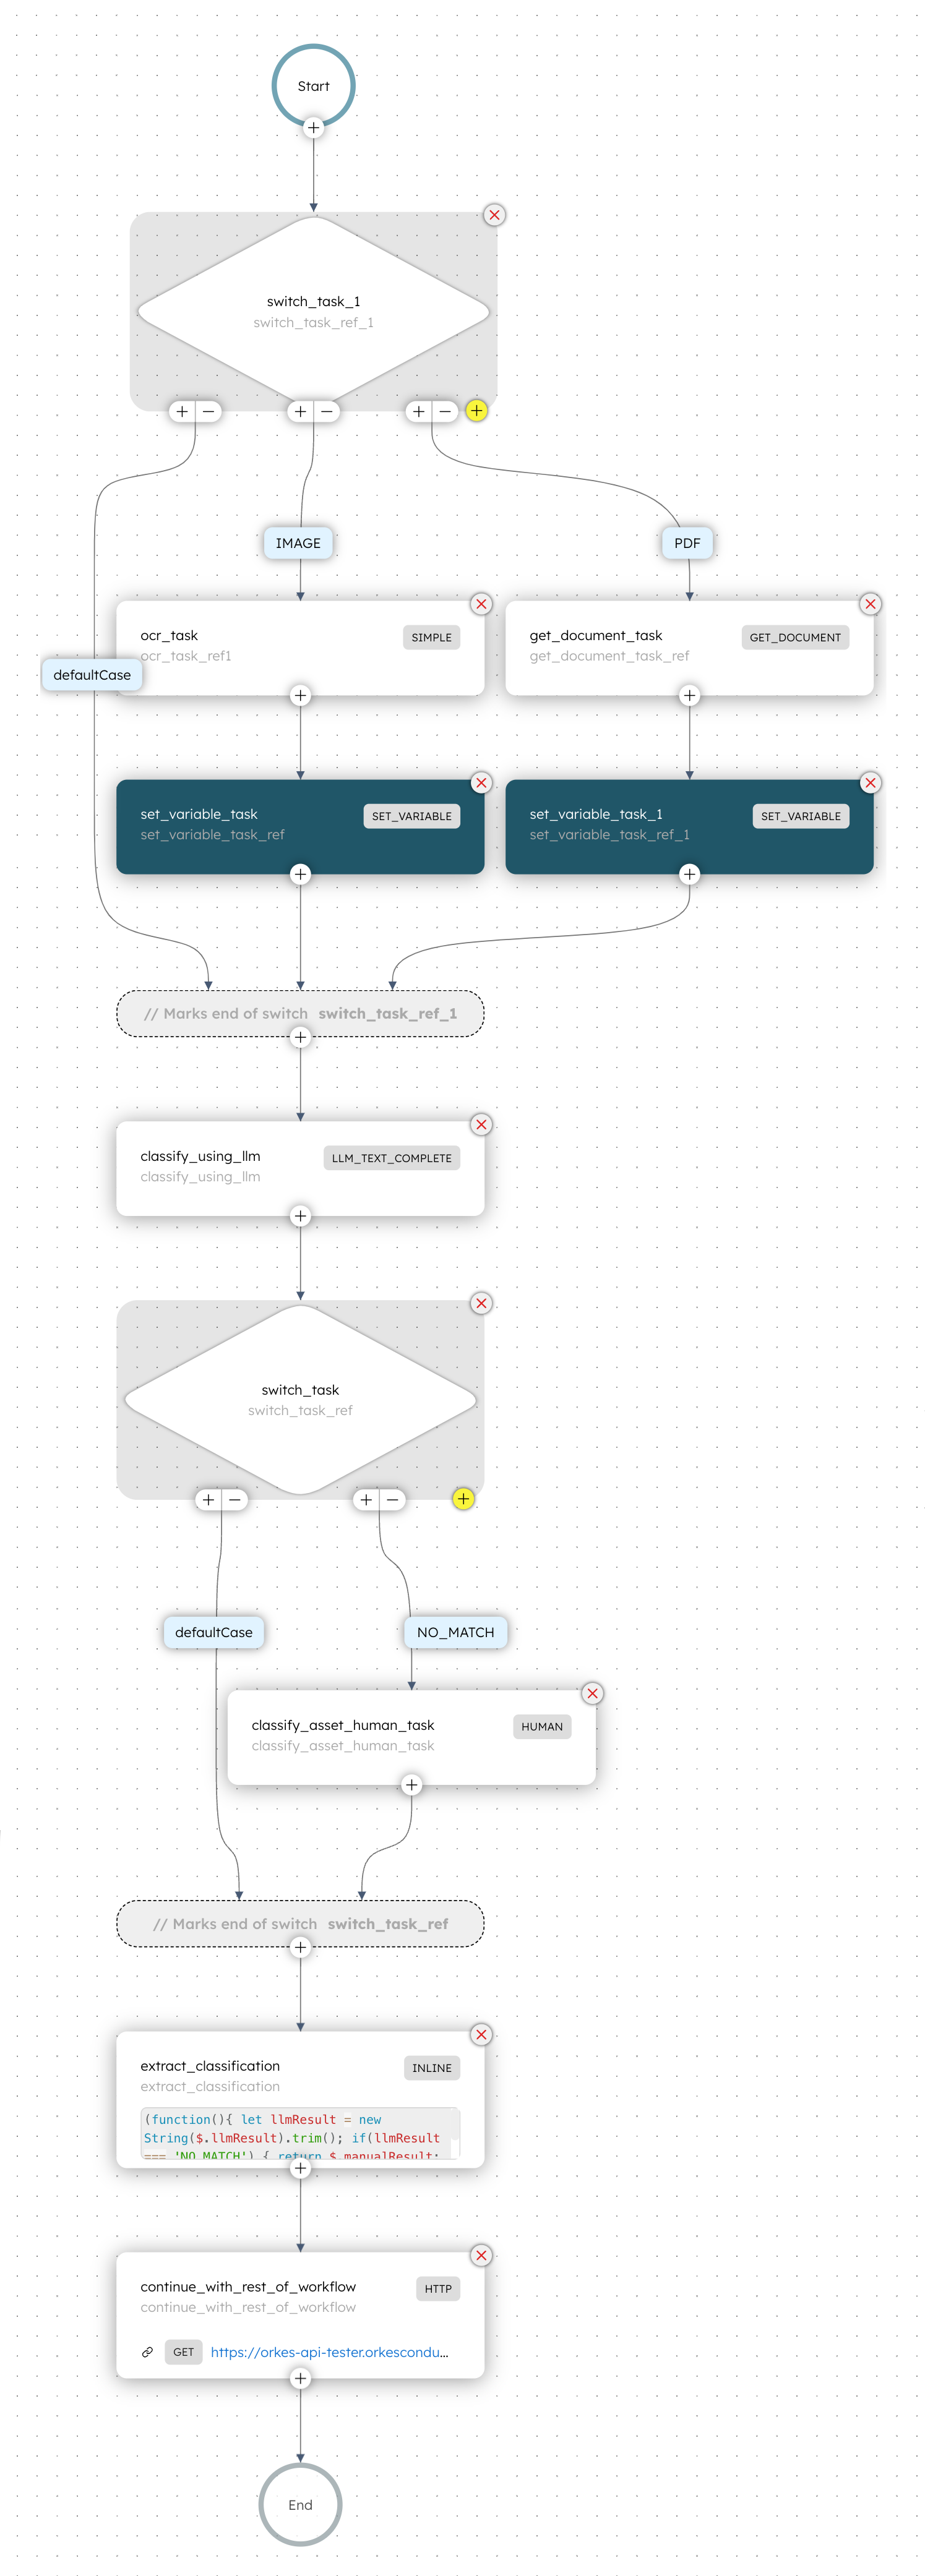 Start
switch_task_1
switch_task_ref_1
IMAGE
PDF
ocr_task
SIMPLE
ocr_task_ref1
get_document_task
GET_DOCUMENT
get_document_task_ref
defaultCase
set_variable_task
SET_VARIABLE
set_variable_task_ref
set_variable_task_1
SET_VARIABLE
set_variable_task_ref_1
// Marks end of switch switch_task_ref_1
classify_using_llm
LLM_TEXT_COMPLETE
classify_using_llm
switch_task
switch_task_ref
defaultCase
NO_MATCH
classify_asset_human_task
HUMAN
classify_asset_human_task
// Marks end of switch switch_task_ref
extract_classification
INLINE
extract_classification
(function(){ let llmResult = new
String($.llmResult).trim(); if(llmResult
=== 'NO_MATCH') { return $.manualResult;
continue_with_rest_of_workflow
HTTP
continue_with_rest_of_workflow
GET https://orkes-api-tester.orkescondu...
End